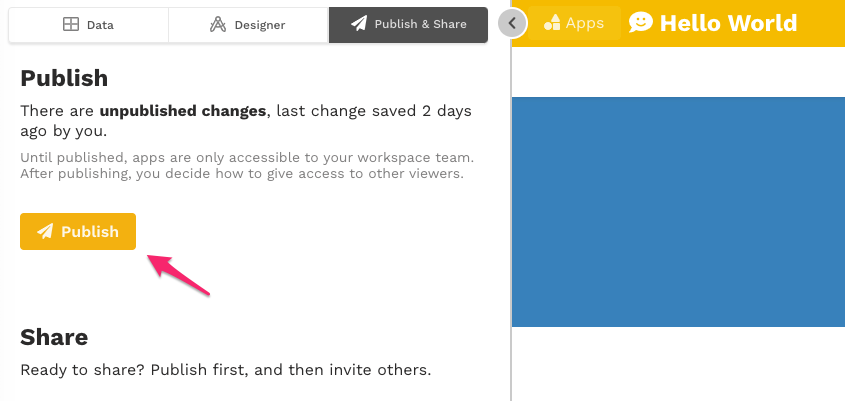 Data
Designer
Publish & Share
Apps
Hello World
Publish
There are unpublished changes, last change saved 2 days
ago by you.
Until published, apps are only accessible to your workspace team.
After publishing, you decide how to give access to other viewers.
Publish
Share
Ready to share? Publish first, and then invite others.